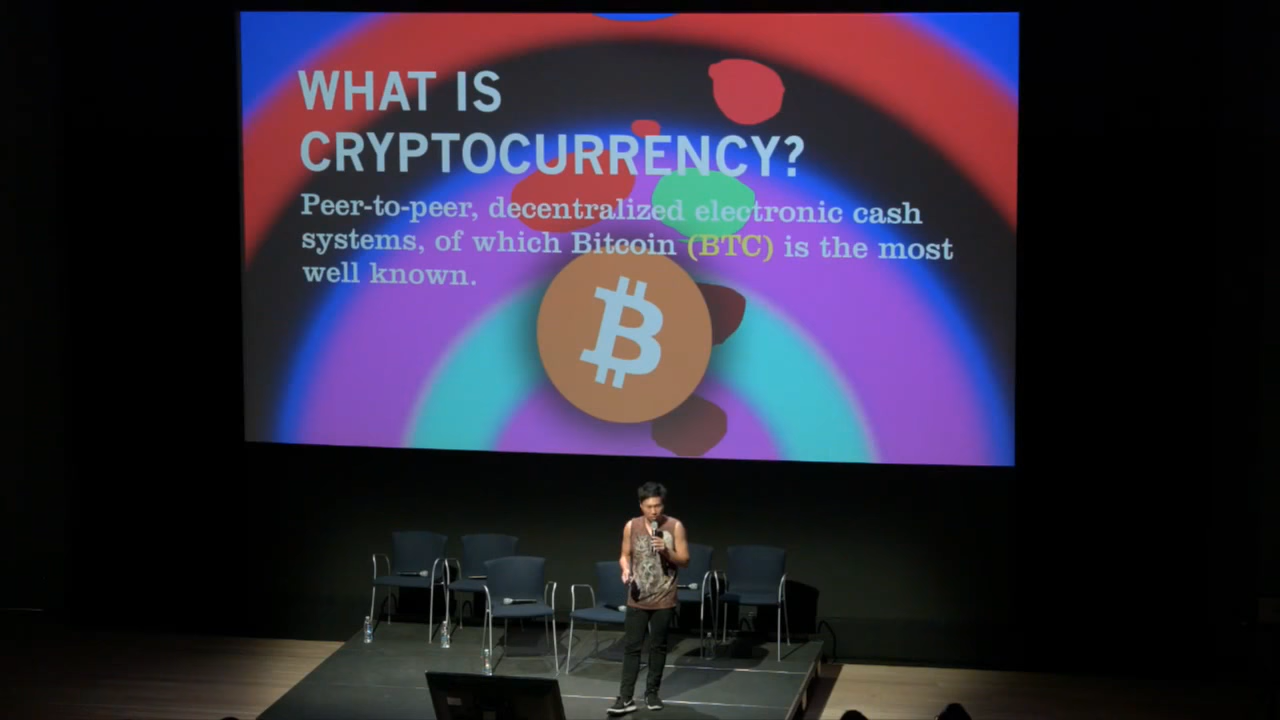 WHAT IS
CRYPTOCURRENCY?
Peer-to-peer, decentralized electronic cash
systems, of which Bitcoin (BTC) is the most
well known.